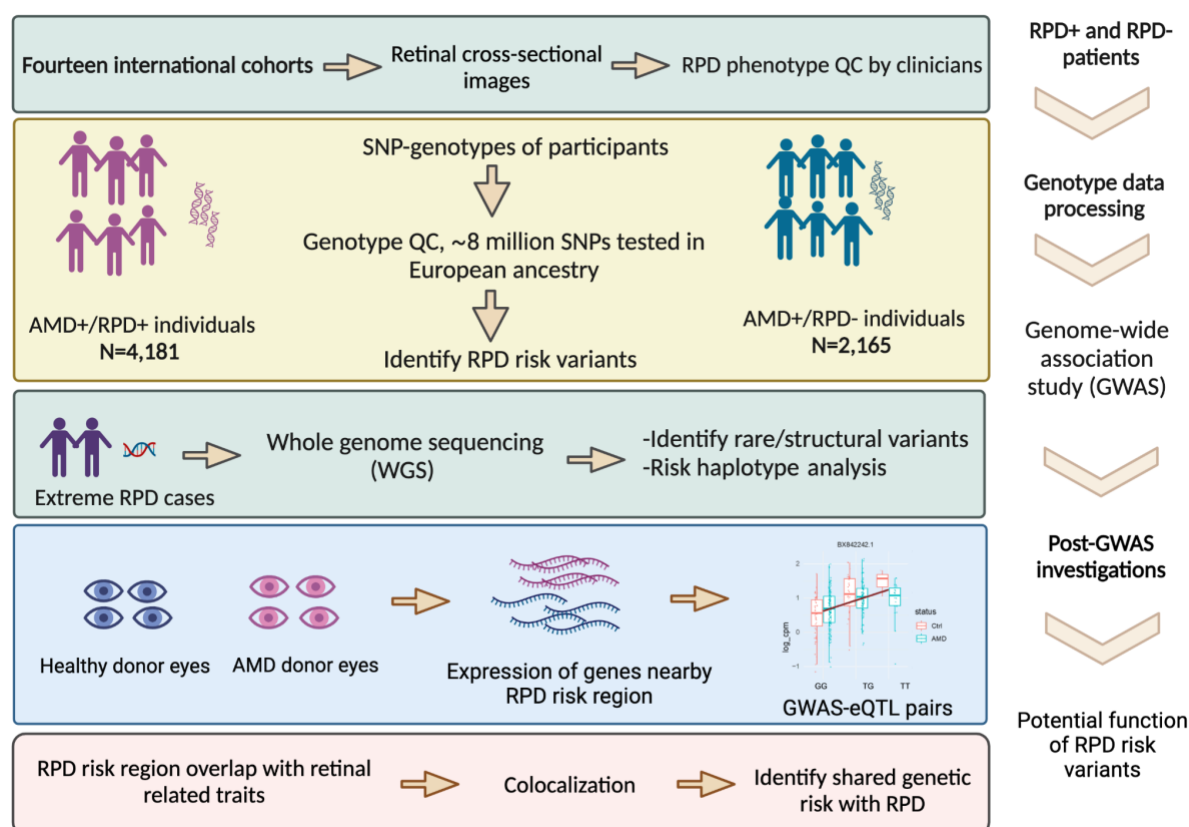 Fourteen international cohorts
Retinal cross-sectional
images
RPD phenotype QC by clinicians
RPD+ and RPD-
patients
SNP-genotypes of participants
Genotype QC, ~8 million SNPs tested in
European ancestry
Identify RPD risk variants
AMD+/RPD+ individuals
N=4,181
AMD+/RPD- individuals
N=2,165
Genotype data
processing
Genome-wide
association
study (GWAS)
Extreme RPD cases
Whole genome sequencing
(WGS)
-Identify rare/structural variants
-Risk haplotype analysis
Healthy donor eyes
AMD donor eyes
Expression of genes nearby
RPD risk region
BX842242.1
log_cpm
2
1
0
-1
GG
TG
TT
status
Ctrl
AMD
GWAS-eQTL pairs
Post-GWAS
investigations
RPD risk region overlap with retinal
related traits
Colocalization
Identify shared genetic
risk with RPD
Potential function
of RPD risk
variants